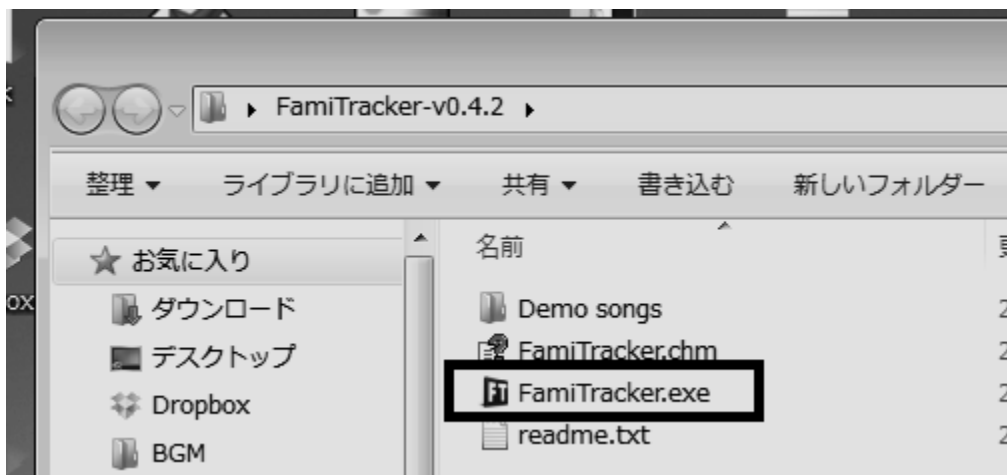 FamiTracker-v0.4.2
整理 ライブラリに追加 共有 書き込む 新しいフォルダー
お気に入り
ダウンロード
デスクトップ
Dropbox
BGM
名前
Demo songs
FamiTracker.chm
FamiTracker.exe
readme.txt